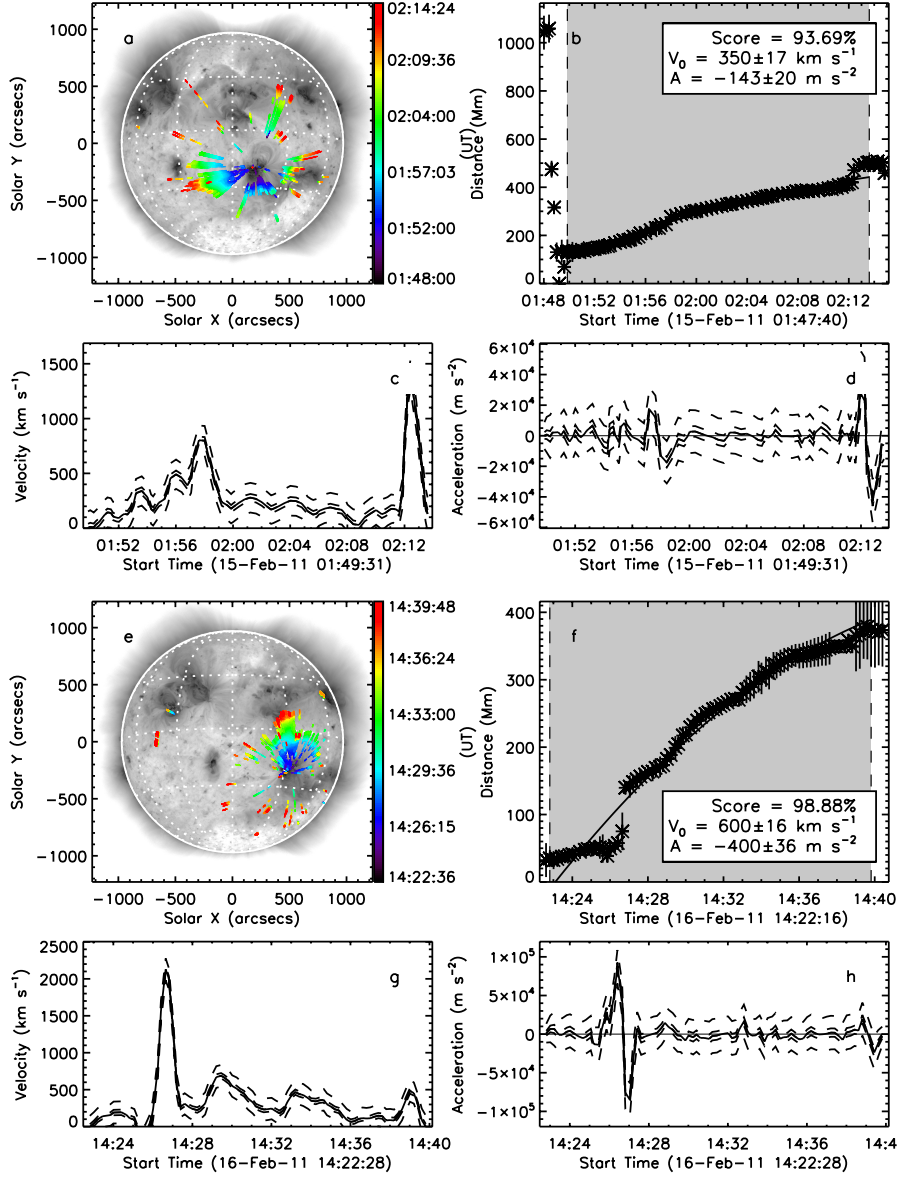 a
Solar Y (arcsecs)
1000
500
0
−500
−1000
−1000 −500 0 500 1000
Solar X (arcsecs)
02:14:24
02:09:36
02:04:00
01:57:03
01:52:00
01:48:00
(UT)
b
Score = 93.69%
V₀ = 350±17 km s⁻¹
A = −143±20 m s⁻²
Distance (Mm)
1000
800
600
400
200
0
01:48 01:52 01:56 02:00 02:04 02:08 02:12
Start Time (15−Feb−11 01:47:40)
c
Velocity (km s⁻¹)
1500
1000
500
0
01:52 01:56 02:00 02:04 02:08 02:12
Start Time (15−Feb−11 01:49:31)
d
Acceleration (m s⁻²)
6×10⁴
4×10⁴
2×10⁴
0
−2×10⁴
−4×10⁴
−6×10⁴
01:52 01:56 02:00 02:04 02:08 02:12
Start Time (15−Feb−11 01:49:31)
e
Solar Y (arcsecs)
1000
500
0
−500
−1000
−1000 −500 0 500 1000
Solar X (arcsecs)
14:39:48
14:36:24
14:33:00
14:29:36
14:26:15
14:22:36
(UT)
f
Score = 98.88%
V₀ = 600±16 km s⁻¹
A = −400±36 m s⁻²
Distance (Mm)
400
300
200
100
0
14:24 14:28 14:32 14:36 14:40
Start Time (16−Feb−11 14:22:16)
g
Velocity (km s⁻¹)
2500
2000
1500
1000
500
0
14:24 14:28 14:32 14:36 14:40
Start Time (16−Feb−11 14:22:28)
h
Acceleration (m s⁻²)
1×10⁵
5×10⁴
0
−5×10⁴
−1×10⁵
14:24 14:28 14:32 14:36 14:4
Start Time (16−Feb−11 14:22:28)